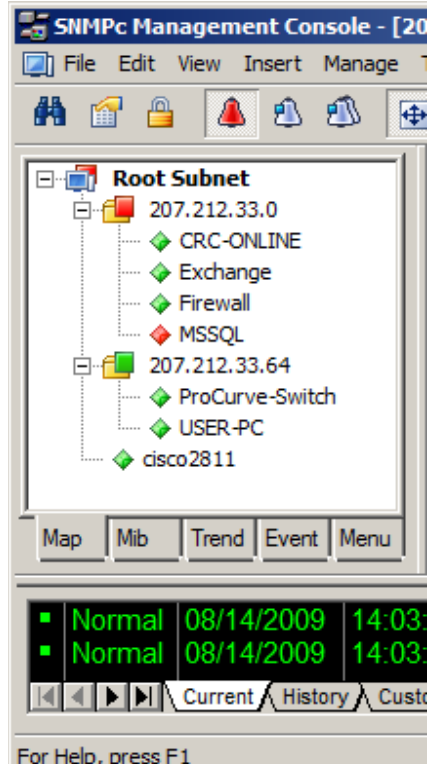 SNMPc Management Console - [20
File Edit View Insert Manage
Root Subnet
207.212.33.0
CRC-ONLINE
Exchange
Firewall
MSSQL
207.212.33.64
ProCurve-Switch
USER-PC
cisco2811
Map Mib Trend Event Menu
Normal 08/14/2009 14:03:
Normal 08/14/2009 14:03:
Current History Custo
For Help, press F1